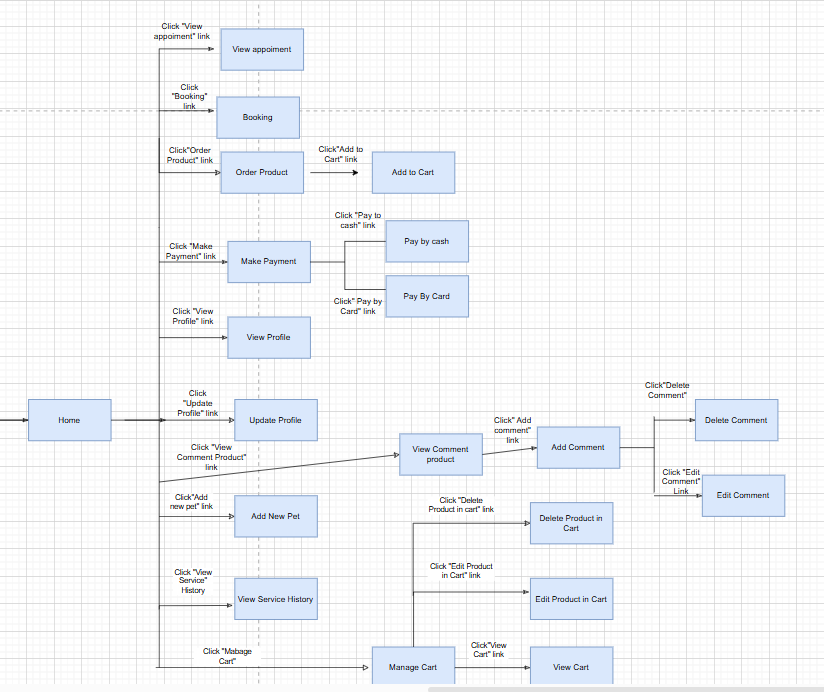 Click "View
appoiment" link
View appoiment
Click
"Booking"
link
Booking
Click"Order
Product" link
Order Product
Click"Add to
Cart" link
Add to Cart
Click "Pay to
cash" link
Pay by cash
Click "Make
Payment" link
Make Payment
Pay By Card
Click" Pay by
Card" link
Click "View
Profile" link
View Profile
Click
"Update
Profile" link
Home
Update Profile
Click"Delete
Comment"
Delete Comment
Click" Add
comment"
link
Add Comment
Click "View
Comment Product"
link
View Comment
product
Click "Edit
Comment"
Link
Edit Comment
Click"Add
new pet" link
Add New Pet
Click "Delete
Product in cart" link
Delete Product in
Cart
Click "View
Service"
History
View Service History
Click "Edit Product
in Cart" link
Edit Product in Cart
Click "Mabage
Cart"
Manage Cart
Click"View
Cart" link
View Cart